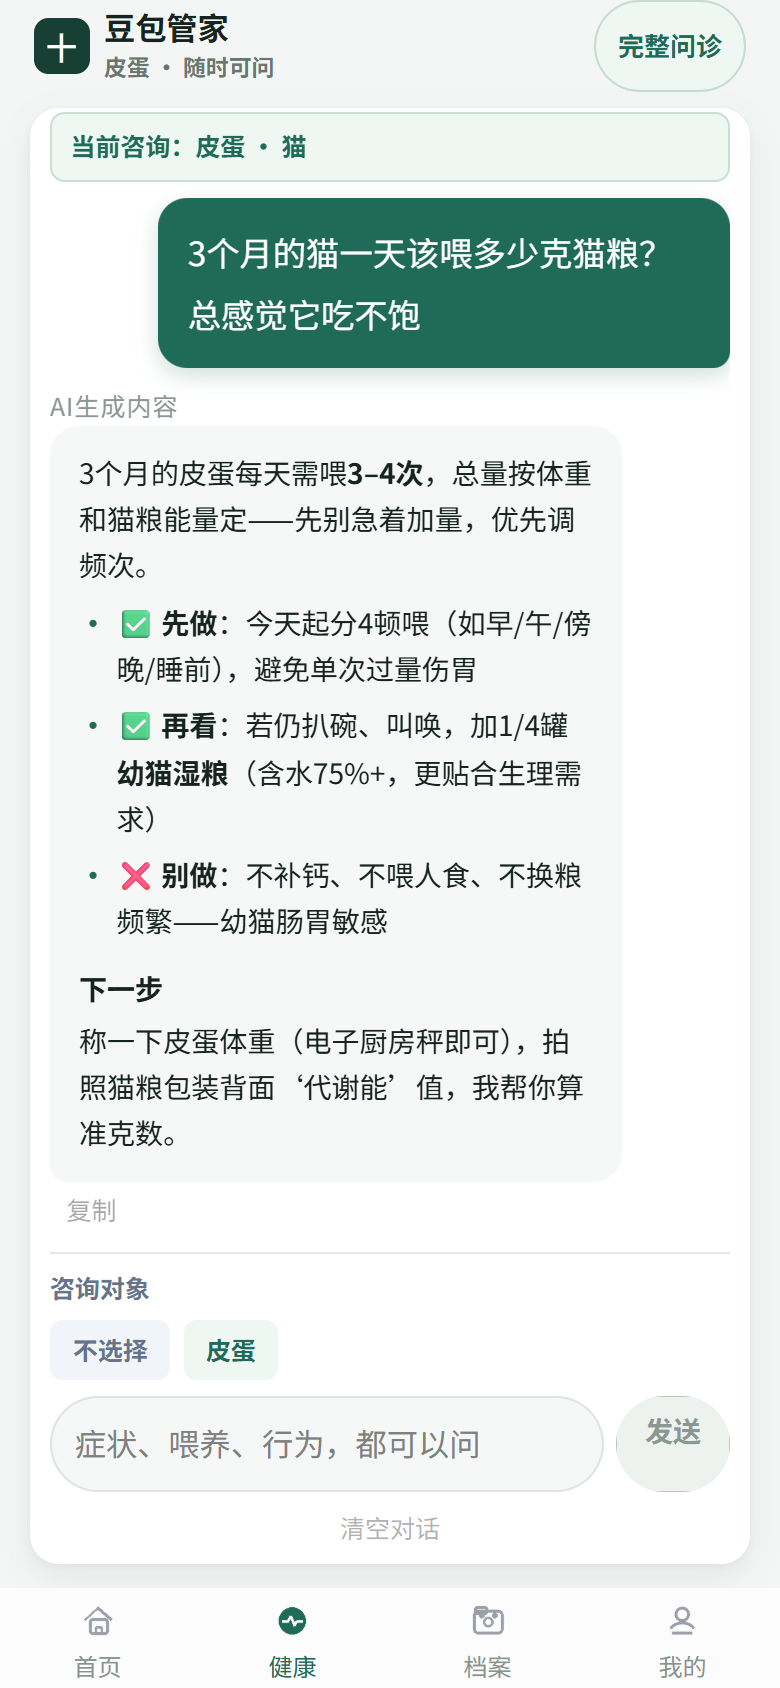 豆包管家
皮蛋 · 随时可问
完整问诊
当前咨询：皮蛋 · 猫
3个月的猫一天该喂多少克猫粮？
总感觉它吃不饱
AI生成内容
3个月的皮蛋每天需喂3–4次，总量按体重
和猫粮能量定——先别急着加量，优先调
频次。
• ✅ 先做：今天起分4顿喂（如早/午/傍
晚/睡前），避免单次过量伤胃
• ✅ 再看：若仍扒碗、叫唤，加1/4罐
幼猫湿粮（含水75%+，更贴合生理需
求）
• ❌ 别做：不补钙、不喂人食、不换粮
频繁——幼猫肠胃敏感
下一步
称一下皮蛋体重（电子厨房秤即可），拍
照猫粮包装背面‘代谢能’值，我帮你算
准克数。
复制
咨询对象
不选择
皮蛋
症状、喂养、行为，都可以问
发送
清空对话
首页
健康
档案
我的